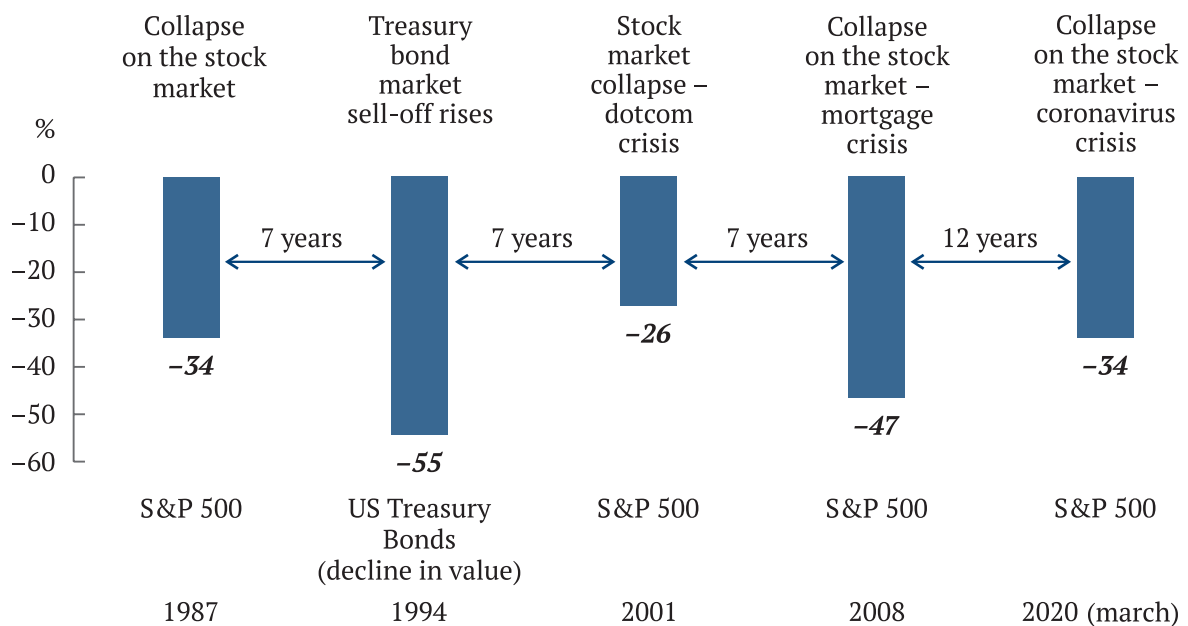 Collapse
on the stock
market
Treasury
bond
market
sell-off rises
Stock
market
collapse –
dotcom
crisis
Collapse
on the stock
market –
mortgage
crisis
Collapse
on the stock
market –
coronavirus
crisis
%
0
–10
–20
–30
–40
–50
–60
7 years
7 years
7 years
12 years
–34
–55
–26
–47
–34
S&P 500
US Treasury
Bonds
(decline in value)
S&P 500
S&P 500
S&P 500
1987
1994
2001
2008
2020 (march)